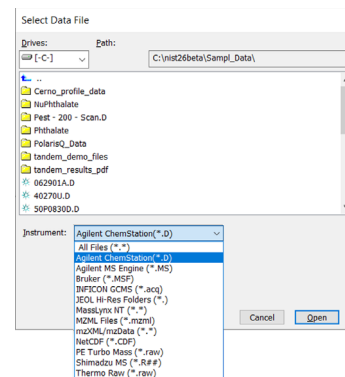 Select Data File
Drives: Path:
[-C-] C:\nist26beta\Sampl_Data\
..
Cerno_profile_data
NuPhthalate
Pest - 200 - Scan.D
Phthalate
PolarisQ_Data
tandem_demo_files
tandem_results_pdf
062901A.D
40270U.D
50P0830D.D
Instrument: Agilent ChemStation(*.D)
All Files (*.*)
Agilent ChemStation(*.D)
Agilent MS Engine (*.MS)
Bruker (*.MSF)
INFICON GCMS (*.acq)
JEOL Hi-Res Folders (*.)
MassLynx NT (*.*)
MZML Files (*.mzml)
mzXML/mzData (*.*)
NetCDF (*.CDF)
PE Turbo Mass (*.raw)
Shimadzu MS (*.R##)
Thermo Raw (*.raw)
Cancel Open